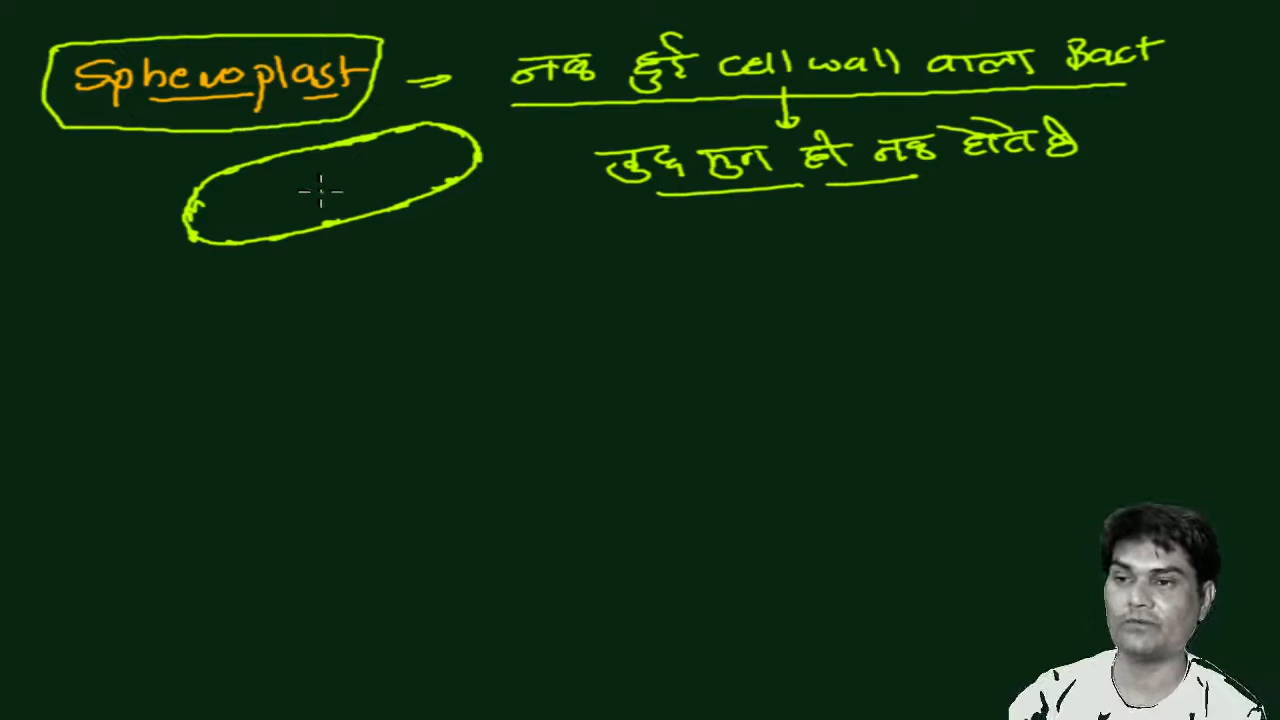 Spheroplast ⇒ नष्ट हुई cell wall वाला Bact
खुद मुन हो नष्ट होते है